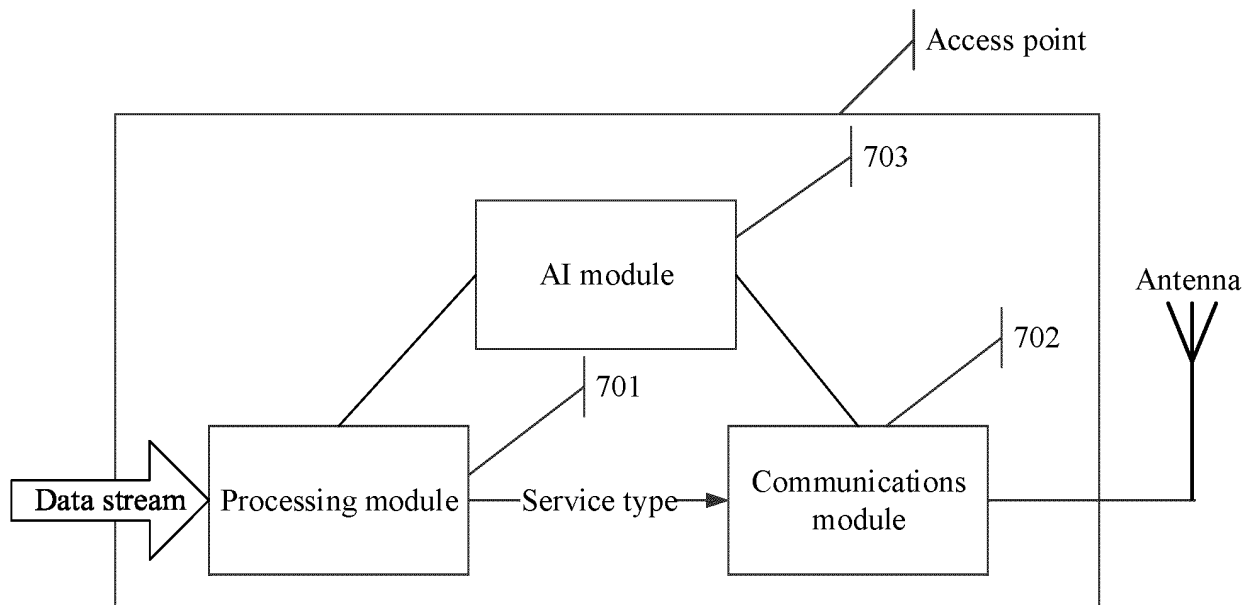 Access point
703
AI module
Antenna
702
701
Data stream
Processing module
Service type
Communications
module